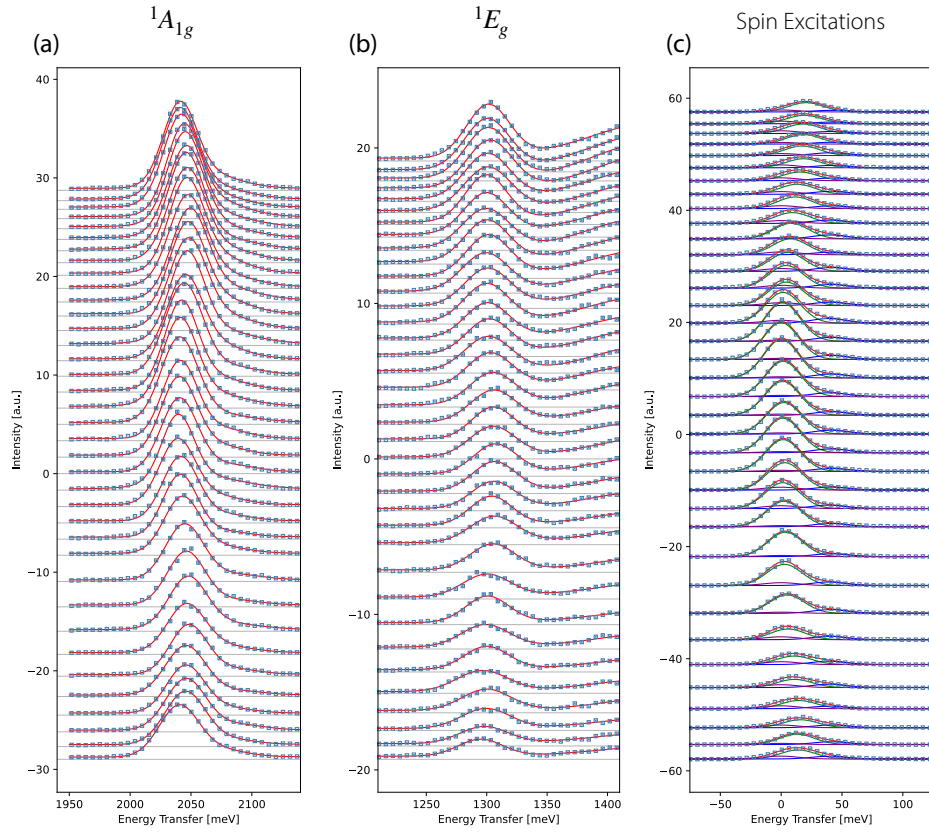 ¹A₁g
(a)
40
30
20
10
0
−10
−20
−30
1950 2000 2050 2100
Energy Transfer [meV]
Intensity [a.u.]
¹Eg
(b)
20
10
0
−10
−20
1250 1300 1350 1400
Energy Transfer [meV]
Intensity [a.u.]
Spin Excitations
(c)
60
40
20
0
−20
−40
−60
−50 0 50 100
Energy Transfer [meV]
Intensity [a.u.]